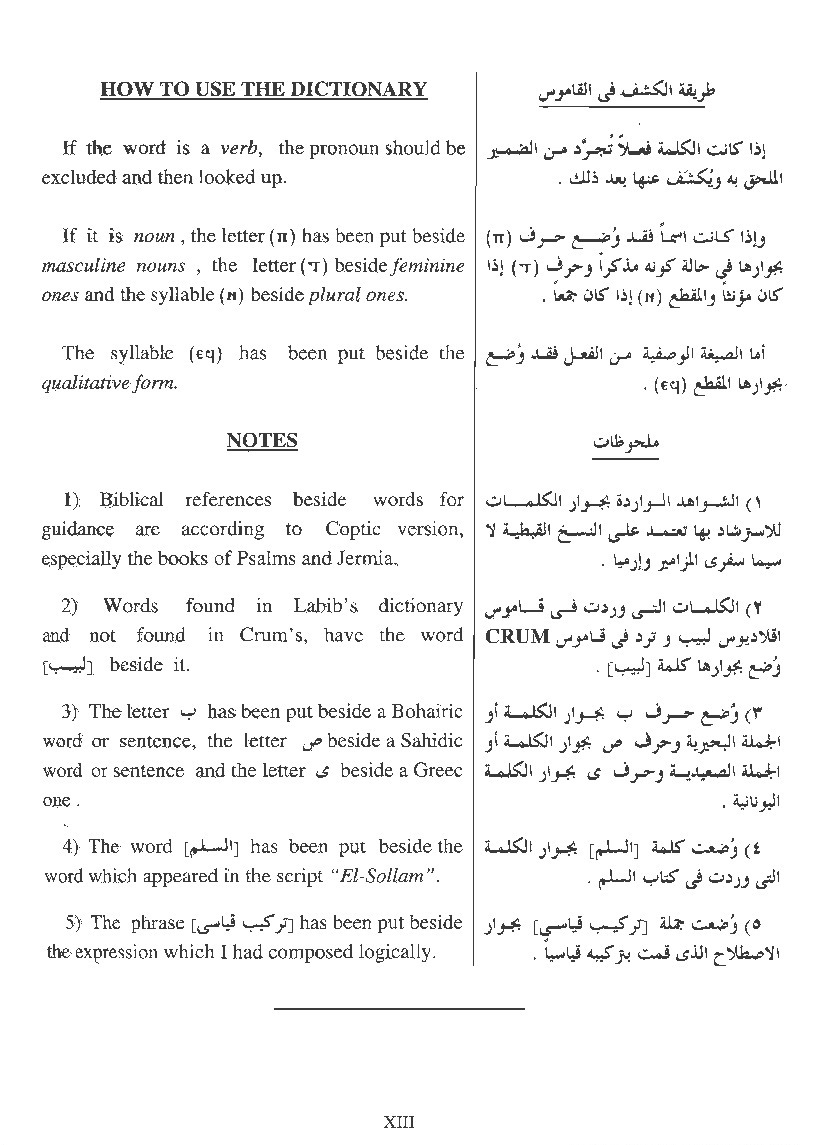 HOW TO USE THE DICTIONARY
If the word is a verb, the pronoun should be
excluded and then looked up.
If it is noun , the letter (ⲡ) has been put beside
masculine nouns , the letter (ⲧ) beside feminine
ones and the syllable (ⲛ) beside plural ones.
The syllable (ⲉϥ) has been put beside the
qualitative form.
NOTES
1) Biblical references beside words for
guidance are according to Coptic version,
especially the books of Psalms and Jermia.
2) Words found in Labib's dictionary
and not found in Crum's, have the word
[لبيب] beside it.
3) The letter ب has been put beside a Bohairic
word or sentence, the letter ص beside a Sahidic
word or sentence and the letter ى beside a Greec
one .
4) The word [السلم] has been put beside the
word which appeared in the script “El-Sollam”.
5) The phrase [تركيب قياسى] has been put beside
the expression which I had composed logically.
طريقة الكشف فى القاموس
إذا كانت الكلمة فعلاً تُجرَّد من الضمير
الملحق به ويُكشف عنها بعد ذلك .
وإذا كانت اسماً فقد وُضع حرف (ⲡ)
بجوارها فى حالة كونه مذكراً وحرف (ⲧ) إذا
كان مؤنثاً والمقطع (ⲛ) إذا كان جمعاً .
أما الصيغة الوصفية من الفعل فقد وُضع
بجوارها المقطع (ⲉϥ) .
ملحوظات
١) الشواهد الواردة بجوار الكلمات
للاسترشاد بها تعتمد على النسخ القبطية لا
سيما سفرى المزامير وإرميا .
٢) الكلمات التى وردت فى قاموس
اقلاديوس لبيب و ترد فى قاموس CRUM
وُضع بجوارها كلمة [لبيب] .
٣) وُضع حرف ب بجوار الكلمة أو
الجملة البحيرية وحرف ص بجوار الكلمة أو
الجملة الصعيدية وحرف ى بجوار الكلمة
اليونانية .
٤) وُضعت كلمة [السلم] بجوار الكلمة
التى وردت فى كتاب السلم .
٥) وُضعت جملة [تركيب قياسى] بجوار
الاصطلاح الذى قمت بتركيبه قياسياً .
XIII